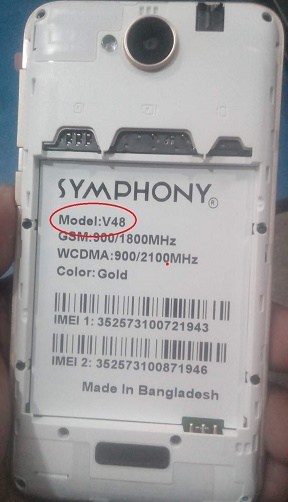 SYMPHONY®
Model:V48
GSM:900/1800MHz
WCDMA:900/2100MHz
Color: Gold
IMEI 1: 352573100721943
IMEI 2: 352573100871946
Made In Bangladesh